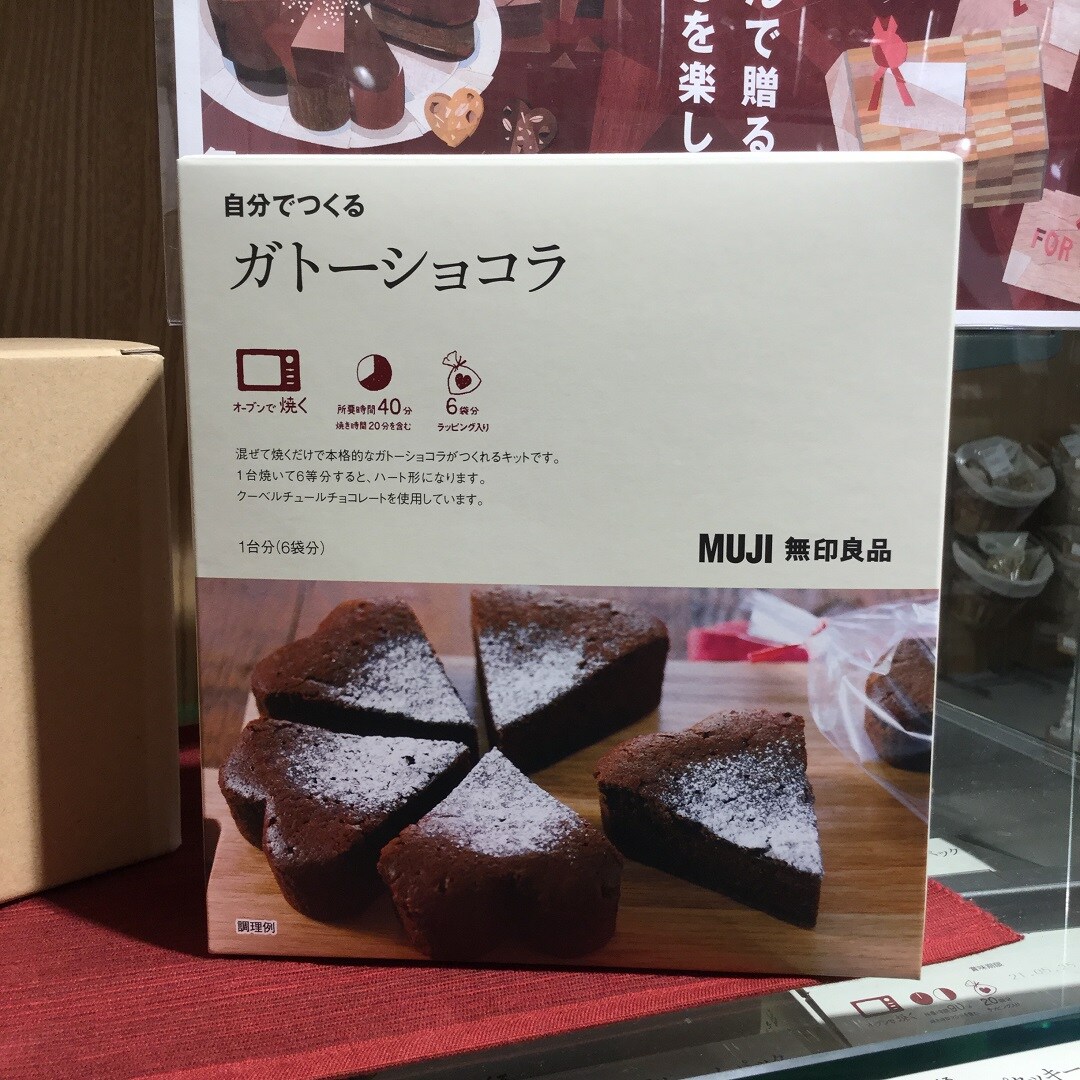 ルで贈る
を楽し
FOR
自分でつくる
ガトーショコラ
オーブンで 焼く
所要時間 40分
焼き時間20分を含む
6袋分
ラッピング入り
混ぜて焼くだけで本格的なガトーショコラがつくれるキットです。
1台焼いて6等分すると、ハート形になります。
クーベルチュールチョコレートを使用しています。
1台分(6袋分)
MUJI 無印良品
調理例
賞味期限